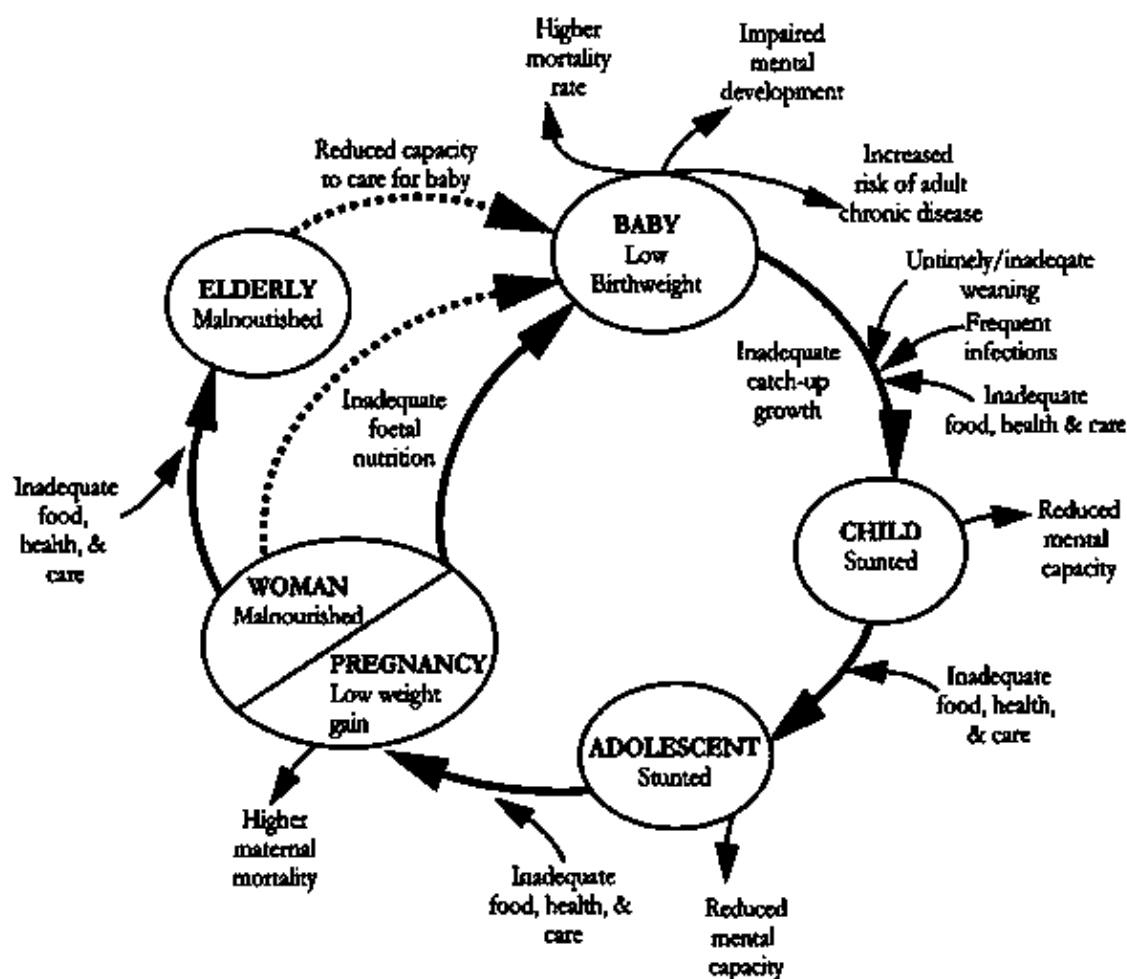 Higher
mortality
rate
Impaired
mental
development
Reduced capacity
to care for baby
Increased
risk of adult
chronic disease
BABY
Low
Birthweight
ELDERLY
Malnourished
Untimely/inadeqate
weaning
Frequent
infections
Inadequate
catch-up
growth
Inadequate
food, health & care
Inadequate
foetal
nutrition
Inadequate
food,
health, &
care
CHILD
Stunted
Reduced
mental
capacity
WOMAN
Malnourished
PREGNANCY
Low weight
gain
Inadequate
food, health,
& care
ADOLESCENT
Stunted
Higher
maternal
mortality
Inadequate
food, health, &
care
Reduced
mental
capacity